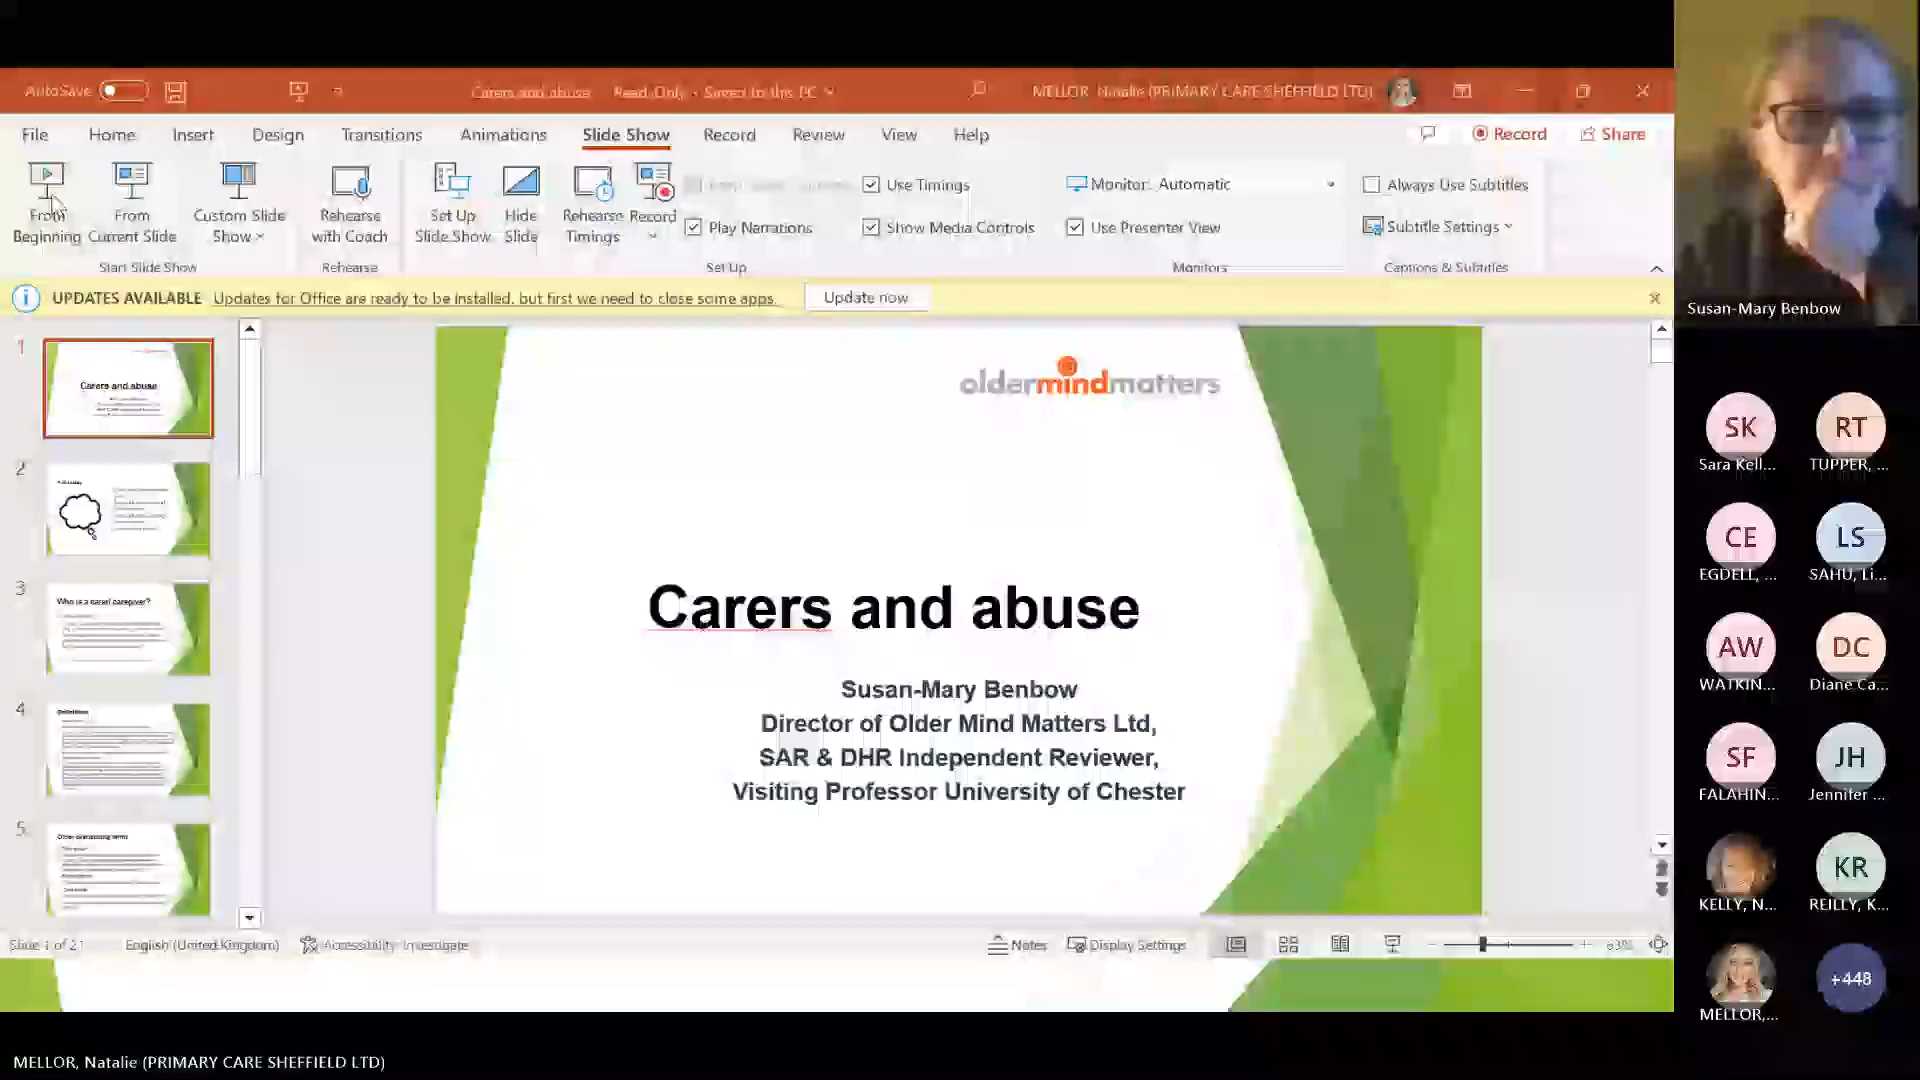 AutoSave
Carers and abuse Read-Only - Saved to this PC
MELLOR, Natalie (PRIMARY CARE SHEFFIELD LTD)
File Home Insert Design Transitions Animations Slide Show Record Review View Help
Record Share
From Beginning
From Current Slide
Custom Slide Show
Rehearse with Coach
Set Up Slide Show
Hide Slide
Rehearse Timings
Record
Play Narrations
Use Timings
Show Media Controls
Monitor: Automatic
Use Presenter View
Always Use Subtitles
Subtitle Settings
Start Slide Show Rehearse Set Up Monitors Captions & Subtitles
UPDATES AVAILABLE Updates for Office are ready to be installed, but first we need to close some apps. Update now
1
Carers and abuse
2
3
Who is a carer/ caregiver?
4
Definitions
5
oldermindmatters
Carers and abuse
Susan-Mary Benbow
Director of Older Mind Matters Ltd,
SAR & DHR Independent Reviewer,
Visiting Professor University of Chester
Slide 1 of 21 English (United Kingdom) Accessibility: Investigate
Notes Display Settings 63%
MELLOR, Natalie (PRIMARY CARE SHEFFIELD LTD)
Susan-Mary Benbow
SK RT
Sara Kell... TUPPER, ...
CE LS
EGDELL, ... SAHU, Li...
AW DC
WATKIN... Diane Ca...
SF JH
FALAHIN... Jennifer ...
KR
KELLY, N... REILLY, K...
+448
MELLOR,...